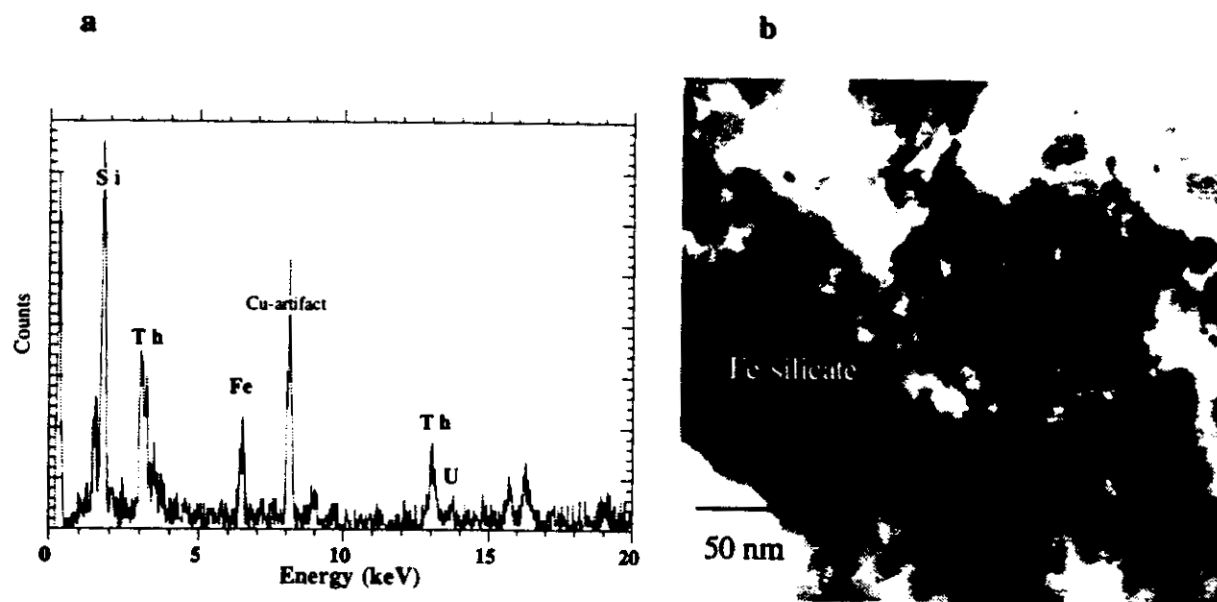 a
b
Si
Cu-artifact
Th
Fe
Th
U
Counts
0 5 10 15 20
Energy (keV)
Fe silicate
50 nm